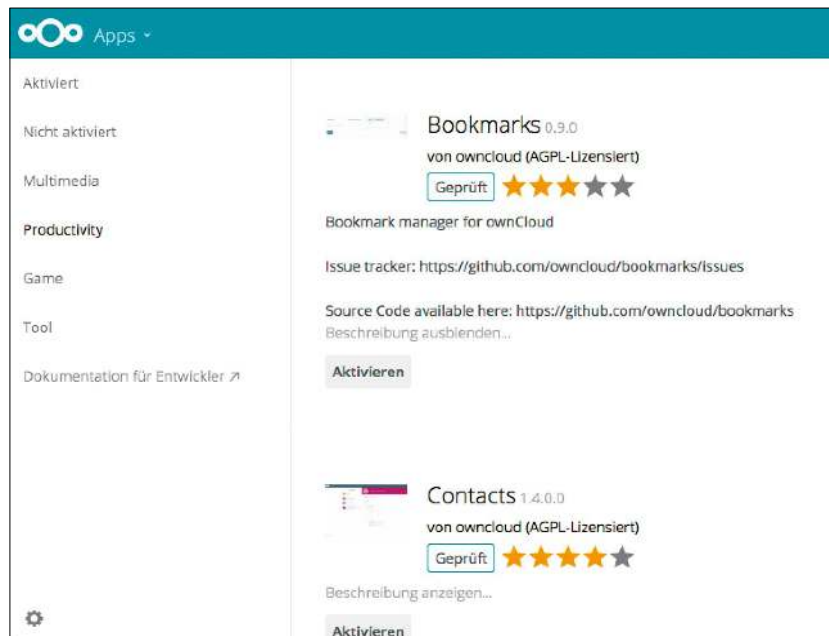 Apps
Aktiviert
Nicht aktiviert
Multimedia
Productivity
Game
Tool
Dokumentation für Entwickler ↗
Bookmarks 0.9.0
von owncloud (AGPL-Lizensiert)
Geprüft
Bookmark manager for ownCloud
Issue tracker: https://github.com/owncloud/bookmarks/issues
Source Code available here: https://github.com/owncloud/bookmarks
Beschreibung ausblenden...
Aktivieren
Contacts 1.4.0.0
von owncloud (AGPL-Lizensiert)
Geprüft
Beschreibung anzeigen...
Aktivieren